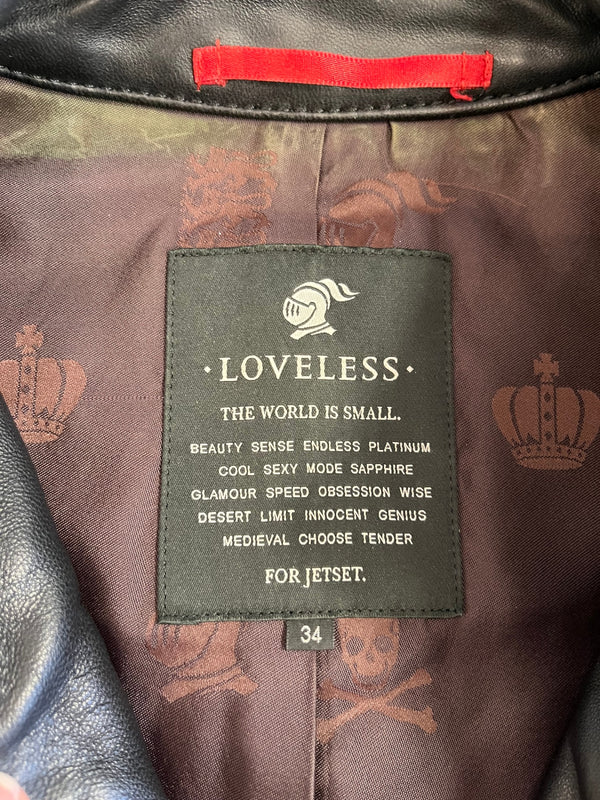 · LOVELESS ·
THE WORLD IS SMALL.
BEAUTY SENSE ENDLESS PLATINUM
COOL SEXY MODE SAPPHIRE
GLAMOUR SPEED OBSESSION WISE
DESERT LIMIT INNOCENT GENIUS
MEDIEVAL CHOOSE TENDER
FOR JETSET.
34